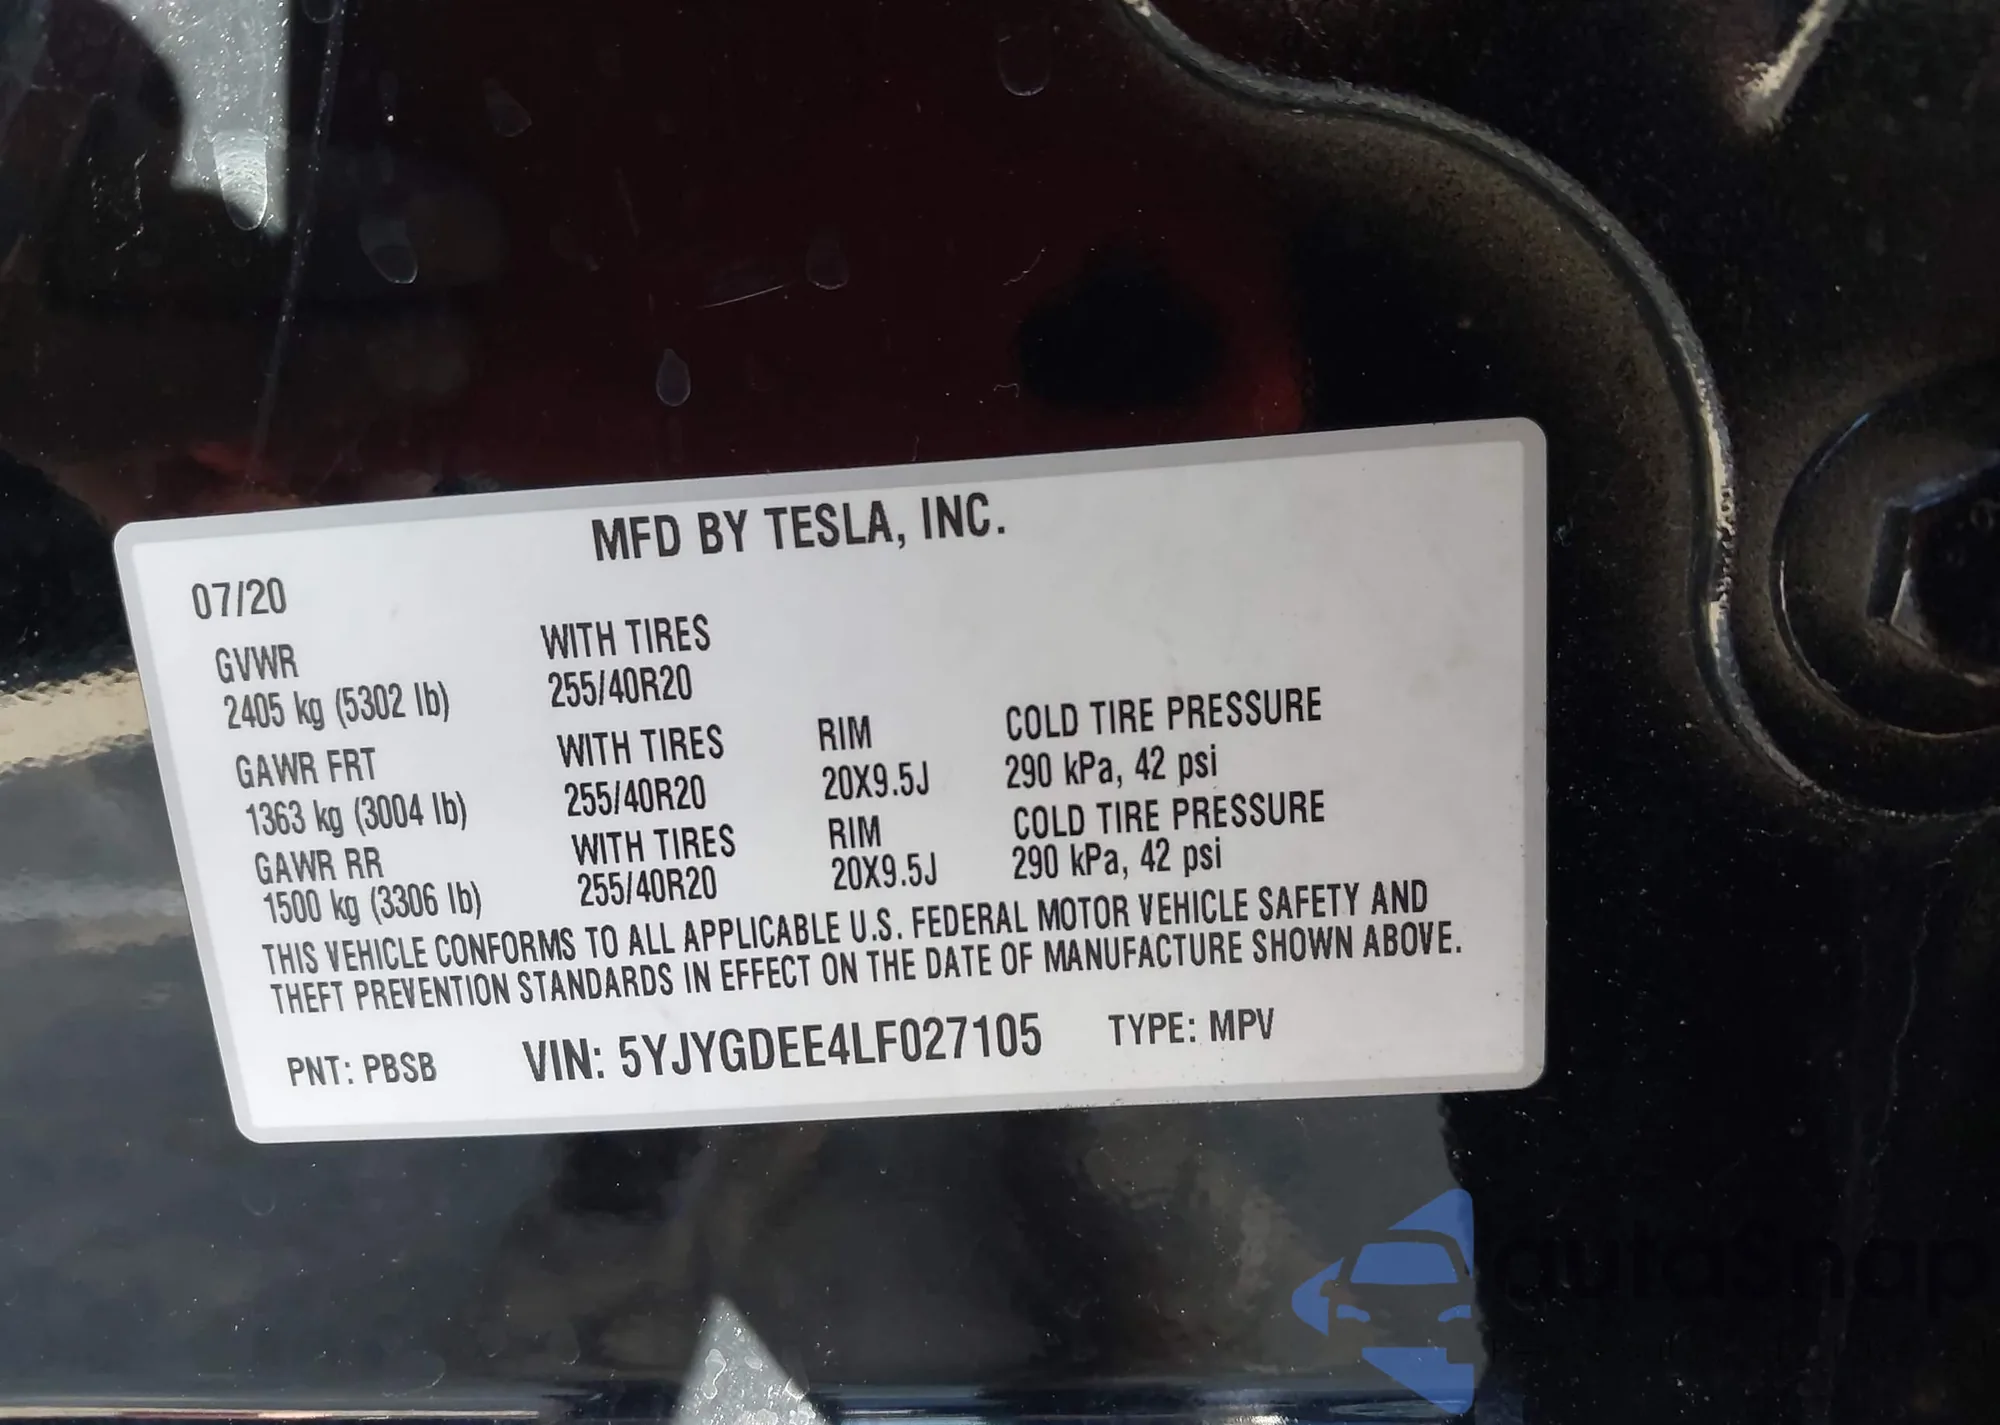 MFD BY TESLA, INC.
07/20
GVWR WITH TIRES
2405 kg (5302 lb) 255/40R20
GAWR FRT WITH TIRES RIM COLD TIRE PRESSURE
1363 kg (3004 lb) 255/40R20 20X9.5J 290 kPa, 42 psi
GAWR RR WITH TIRES RIM COLD TIRE PRESSURE
1500 kg (3306 lb) 255/40R20 20X9.5J 290 kPa, 42 psi
THIS VEHICLE CONFORMS TO ALL APPLICABLE U.S. FEDERAL MOTOR VEHICLE SAFETY AND
THEFT PREVENTION STANDARDS IN EFFECT ON THE DATE OF MANUFACTURE SHOWN ABOVE.
PNT: PBSB VIN: 5YJYGDEE4LF027105 TYPE: MPV